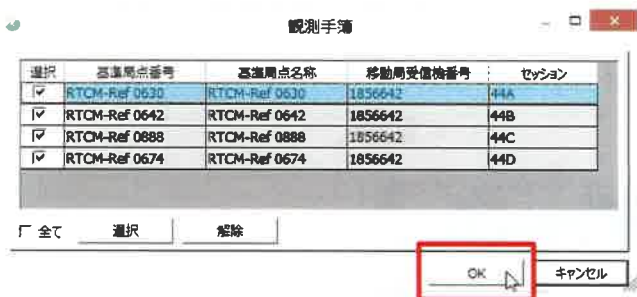 観測手簿
選択 基準局点番号 基準局点名称 移動局受信機番号 セッション
RTCM-Ref 0630 RTCM-Ref 0630 1856642 44A
RTCM-Ref 0642 RTCM-Ref 0642 1856642 44B
RTCM-Ref 0888 RTCM-Ref 0888 1856642 44C
RTCM-Ref 0674 RTCM-Ref 0674 1856642 44D
全て 選択 解除
OK キャンセル